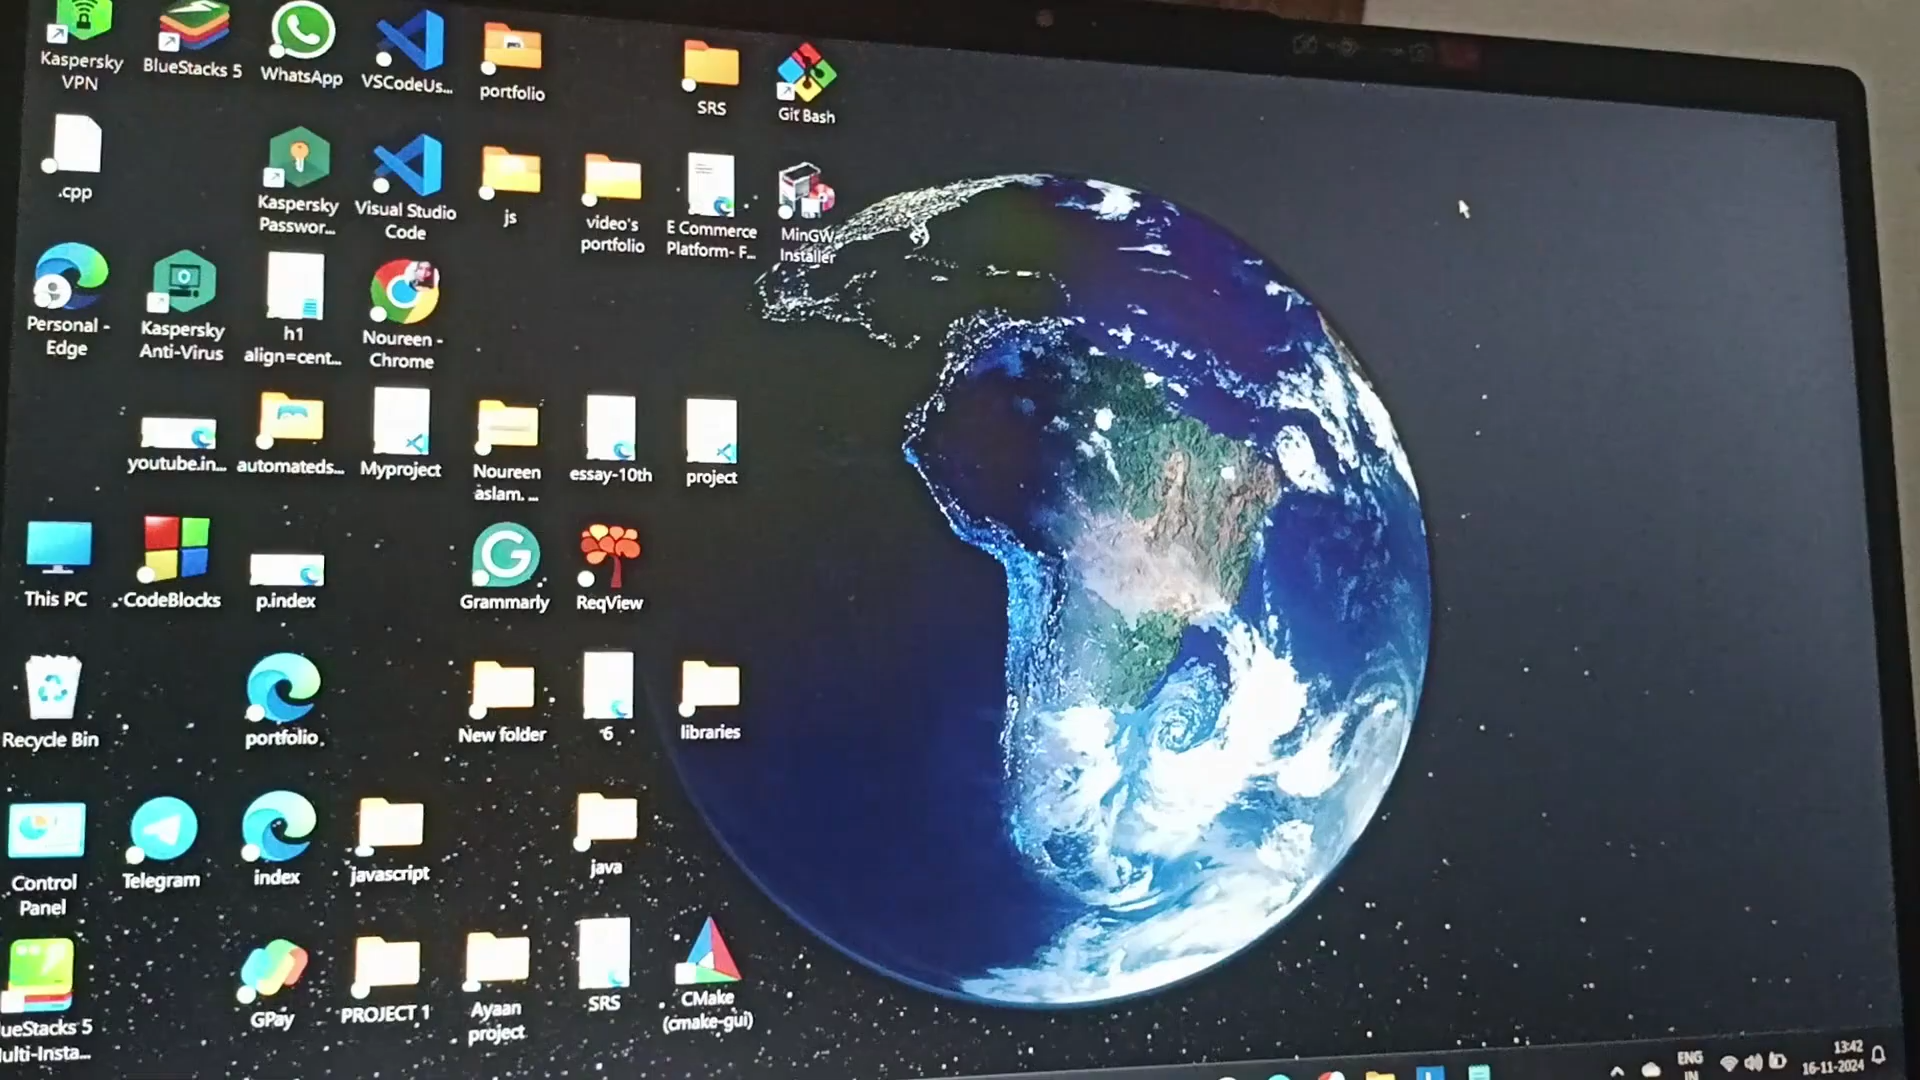 Kaspersky
VPN
BlueStacks 5
WhatsApp
VSCodeUs...
portfolio
SRS
Git Bash
.cpp
Kaspersky
Passwor...
Visual Studio
Code
js
video's
portfolio
E Commerce
Platform- F...
MinGW
Installer
Personal -
Edge
Kaspersky
Anti-Virus
h1
align=cent...
Noureen -
Chrome
youtube.in...
automateds...
Myproject
Noureen
aslam. ...
essay-10th
project
This PC
CodeBlocks
p.index
Grammarly
ReqView
Recycle Bin
portfolio
New folder
6
libraries
Control
Panel
Telegram
index
javascript
java
ueStacks 5
ulti-Insta...
GPay
PROJECT 1
Ayaan
project
SRS
CMake
(cmake-gui)
ENG
IN
13:42
16-11-2024